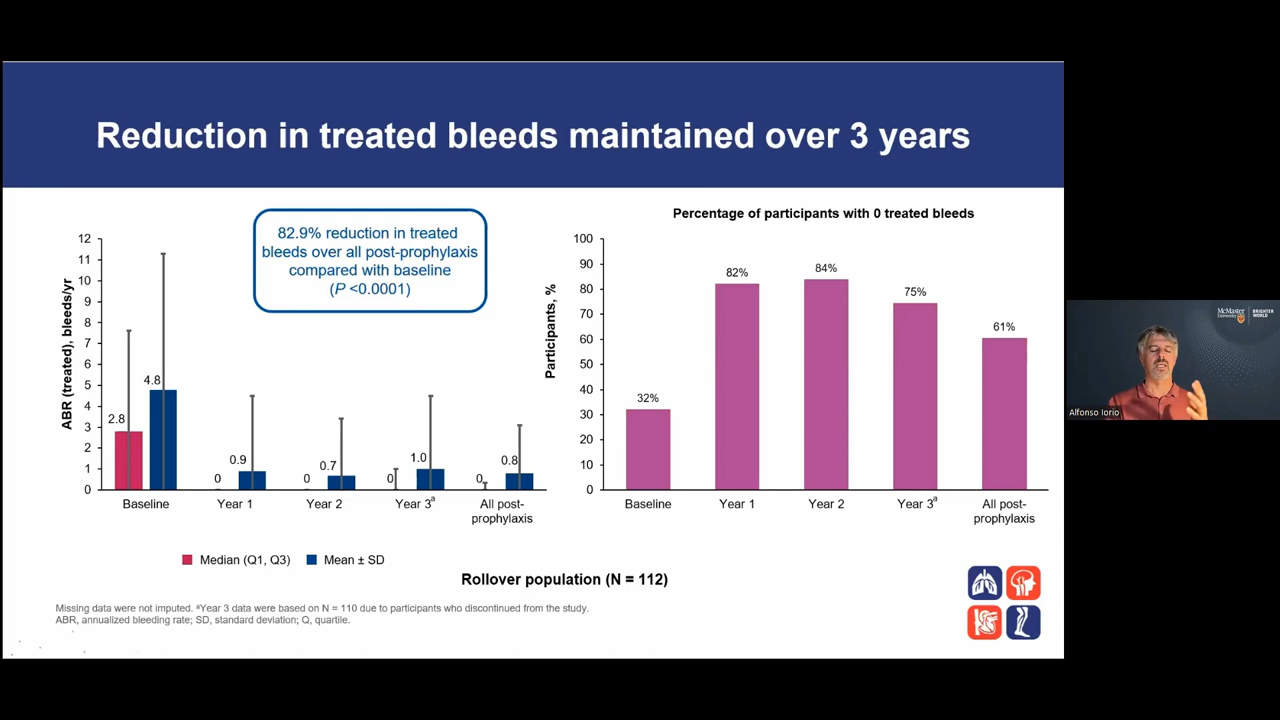 Reduction in treated bleeds maintained over 3 years
82.9% reduction in treated
bleeds over all post-prophylaxis
compared with baseline
(P <0.0001)
ABR (treated), bleeds/yr
12
11
10
9
8
7
6
5
4
3
2
1
0
2.8
4.8
0
0.9
0
0.7
0
1.0
0
0.8
Baseline
Year 1
Year 2
Year 3ᵃ
All post-
prophylaxis
Median (Q1, Q3)
Mean ± SD
Percentage of participants with 0 treated bleeds
Participants, %
100
90
80
70
60
50
40
30
20
10
0
32%
82%
84%
75%
61%
Baseline
Year 1
Year 2
Year 3ᵃ
All post-
prophylaxis
Rollover population (N = 112)
Missing data were not imputed. ᵃYear 3 data were based on N = 110 due to participants who discontinued from the study.
ABR, annualized bleeding rate; SD, standard deviation; Q, quartile.
McMaster
University
BRIGHTER
WORLD
Alfonso Iorio